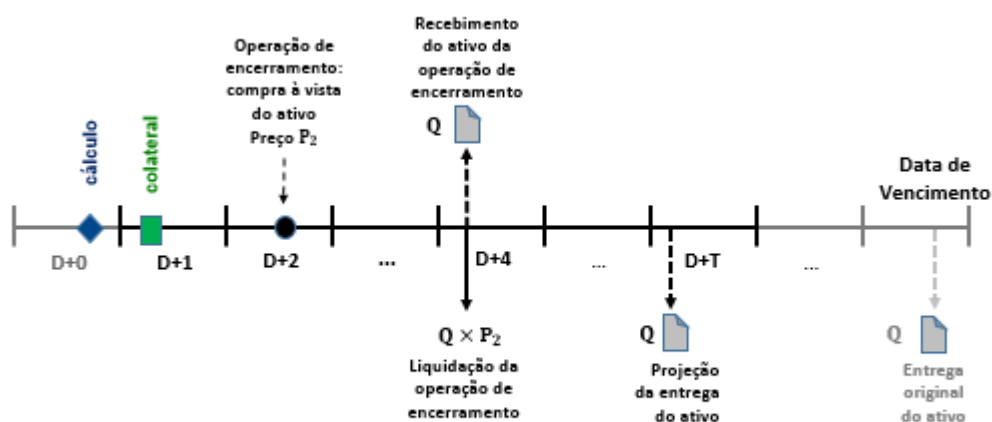 Recebimento
do ativo da
operação de
encerramento
Q
Operação de
encerramento:
compra à vista
do ativo
Preço P₂
cálculo
colateral
Data de
Vencimento
D+0
D+1
D+2
...
D+4
...
D+T
...
Q × P₂
Liquidação da
operação de
encerramento
Q
Projeção
da entrega
do ativo
Q
Entrega
original
do ativo